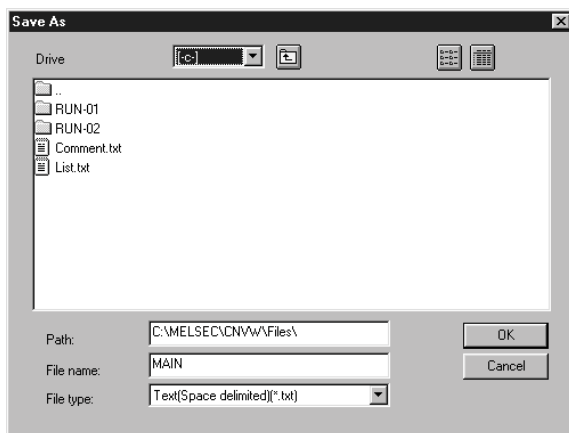 Save As
Drive [-c-]
..
RUN-01
RUN-02
Comment.txt
List.txt
Path: C:\MELSEC\CNVW\Files\ OK
File name: MAIN Cancel
File type: Text(Space delimited)(*.txt)